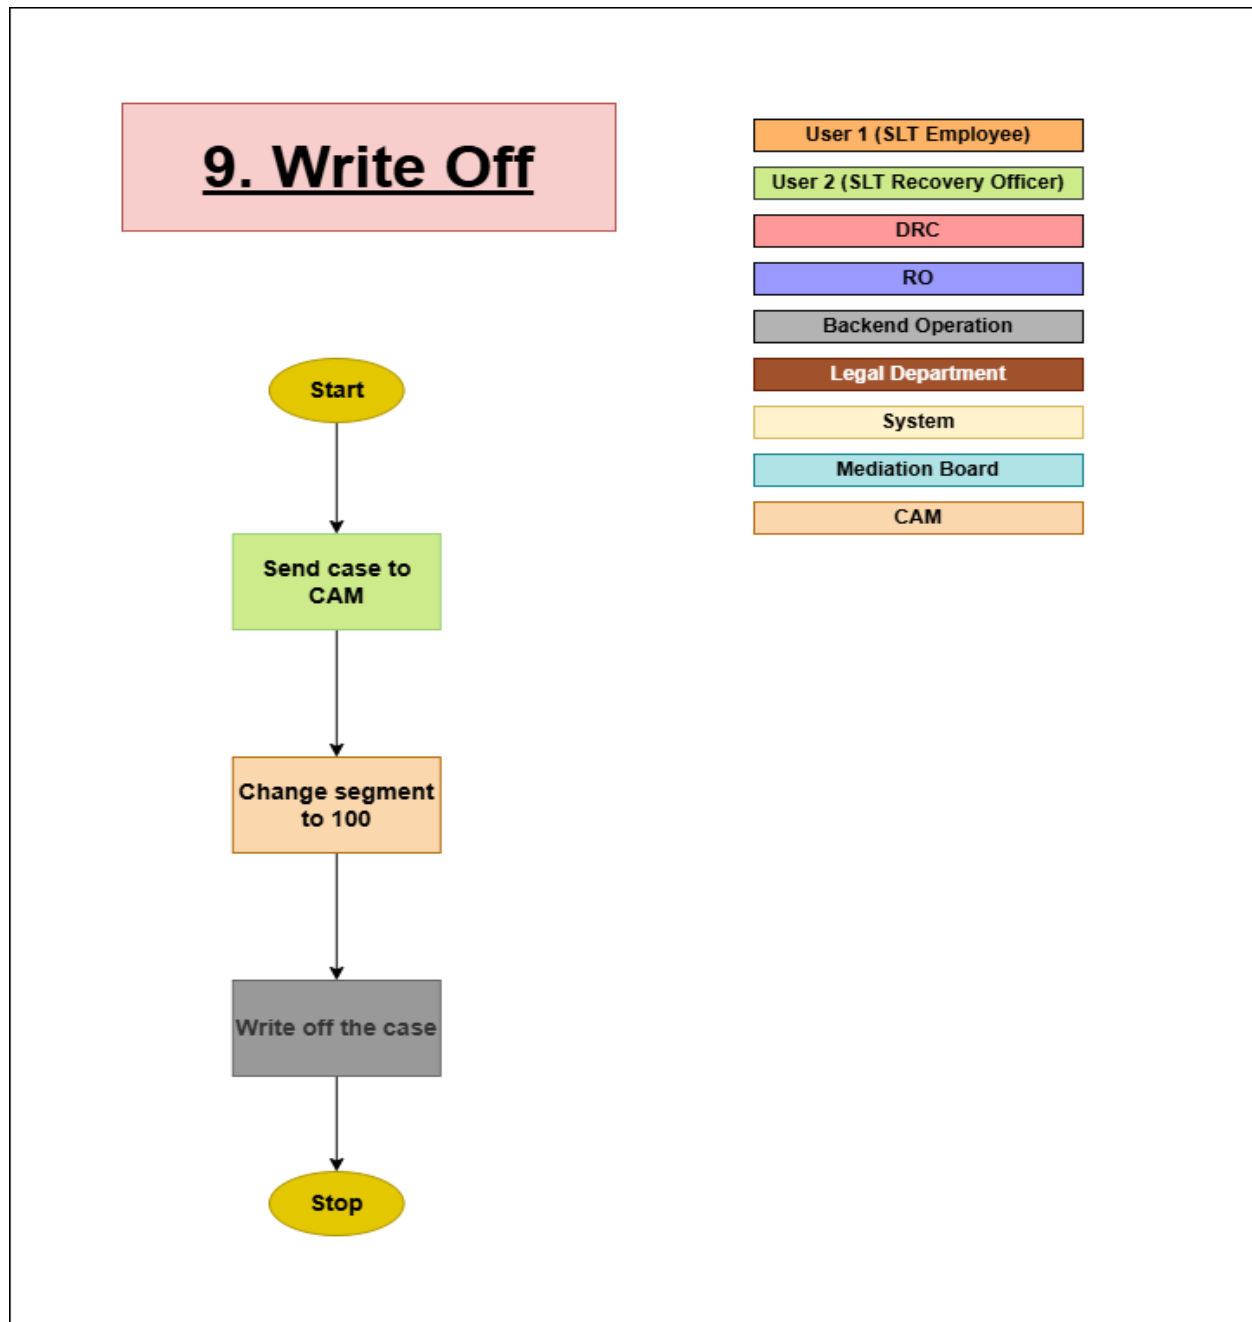 9. Write Off
User 1 (SLT Employee)
User 2 (SLT Recovery Officer)
DRC
RO
Backend Operation
Legal Department
System
Mediation Board
CAM
Start
Send case to
CAM
Change segment
to 100
Write off the case
Stop